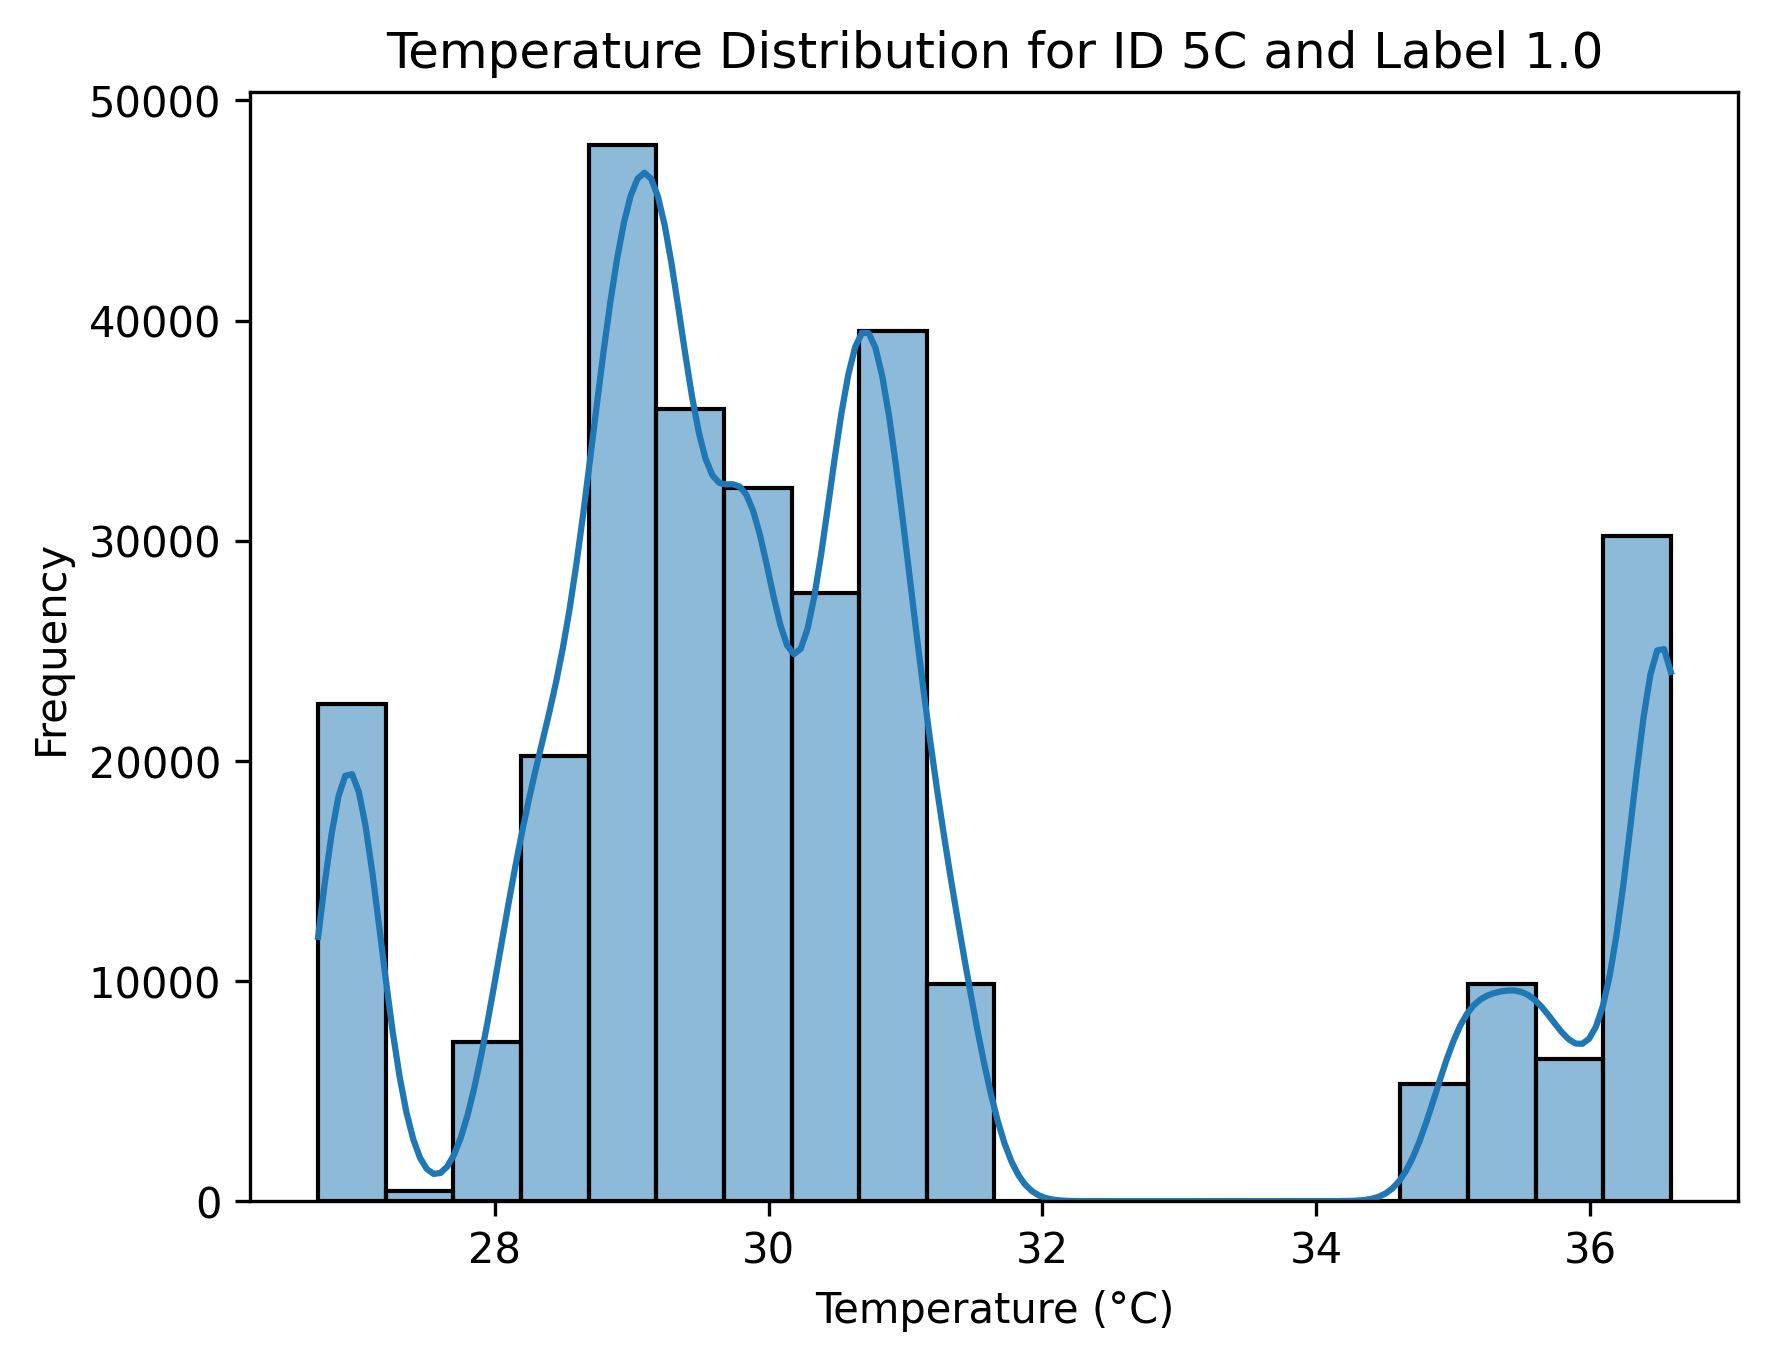 Temperature Distribution for ID 5C and Label 1.0
50000
40000
30000
20000
10000
0
Frequency
28 30 32 34 36
Temperature (°C)